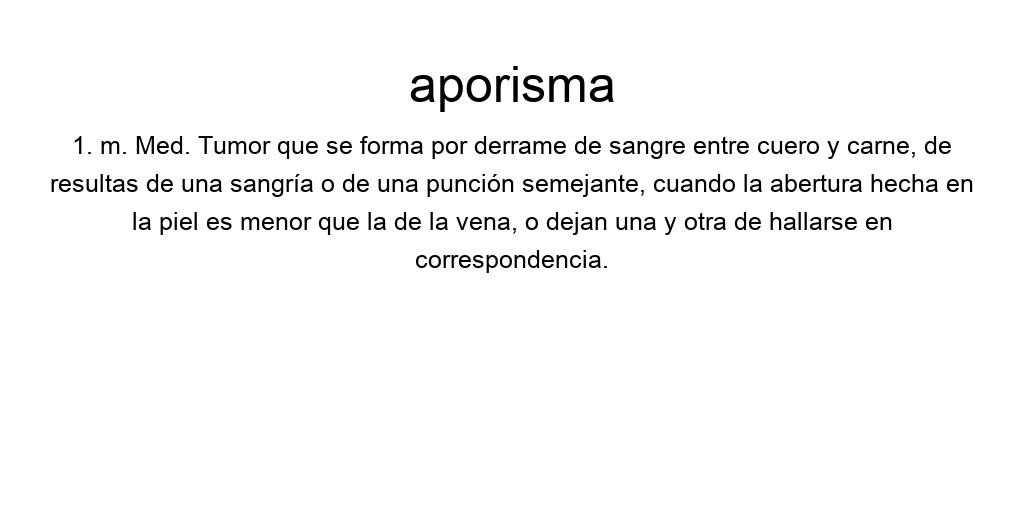 aporisma
1. m. Med. Tumor que se forma por derrame de sangre entre cuero y carne, de
resultas de una sangría o de una punción semejante, cuando la abertura hecha en
la piel es menor que la de la vena, o dejan una y otra de hallarse en
correspondencia.